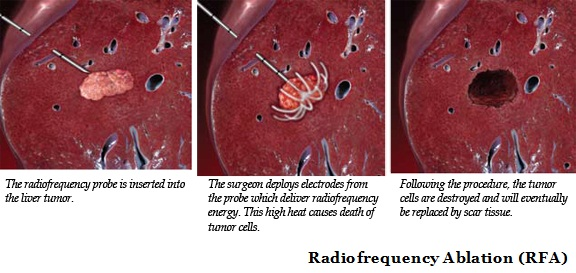 The radiofrequency probe is inserted into
the liver tumor.
The surgeon deploys electrodes from
the probe which deliver radiofrequency
energy. This high heat causes death of
tumor cells.
Following the procedure, the tumor
cells are destroyed and will eventually
be replaced by scar tissue.
Radiofrequency Ablation (RFA)